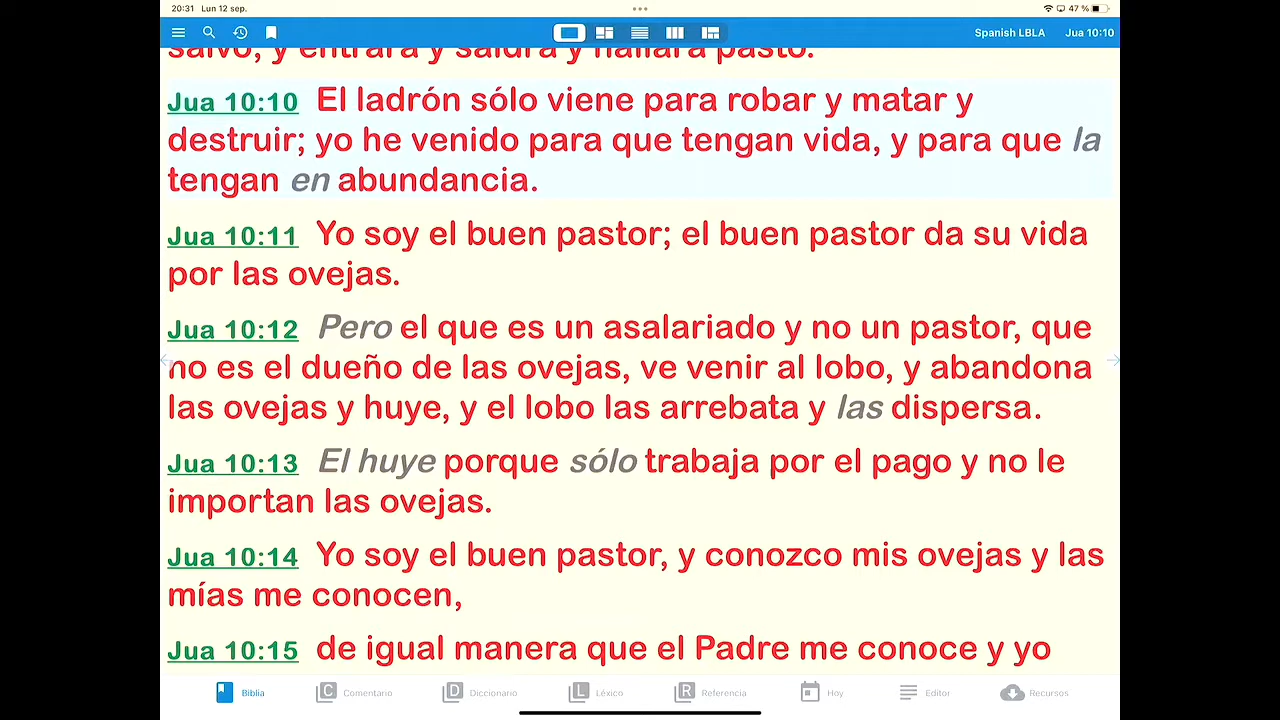 20:31 Lun 12 sep.
47 %
Spanish LBLA Jua 10:10
salvo; y entrará y saldrá y hallará pasto.
Jua 10:10 El ladrón sólo viene para robar y matar y
destruir; yo he venido para que tengan vida, y para que la
tengan en abundancia.
Jua 10:11 Yo soy el buen pastor; el buen pastor da su vida
por las ovejas.
Jua 10:12 Pero el que es un asalariado y no un pastor, que
no es el dueño de las ovejas, ve venir al lobo, y abandona
las ovejas y huye, y el lobo las arrebata y las dispersa.
Jua 10:13 El huye porque sólo trabaja por el pago y no le
importan las ovejas.
Jua 10:14 Yo soy el buen pastor, y conozco mis ovejas y las
mías me conocen,
Jua 10:15 de igual manera que el Padre me conoce y yo
Biblia C Comentario D Diccionario L Léxico R Referencia Hoy Editor Recursos